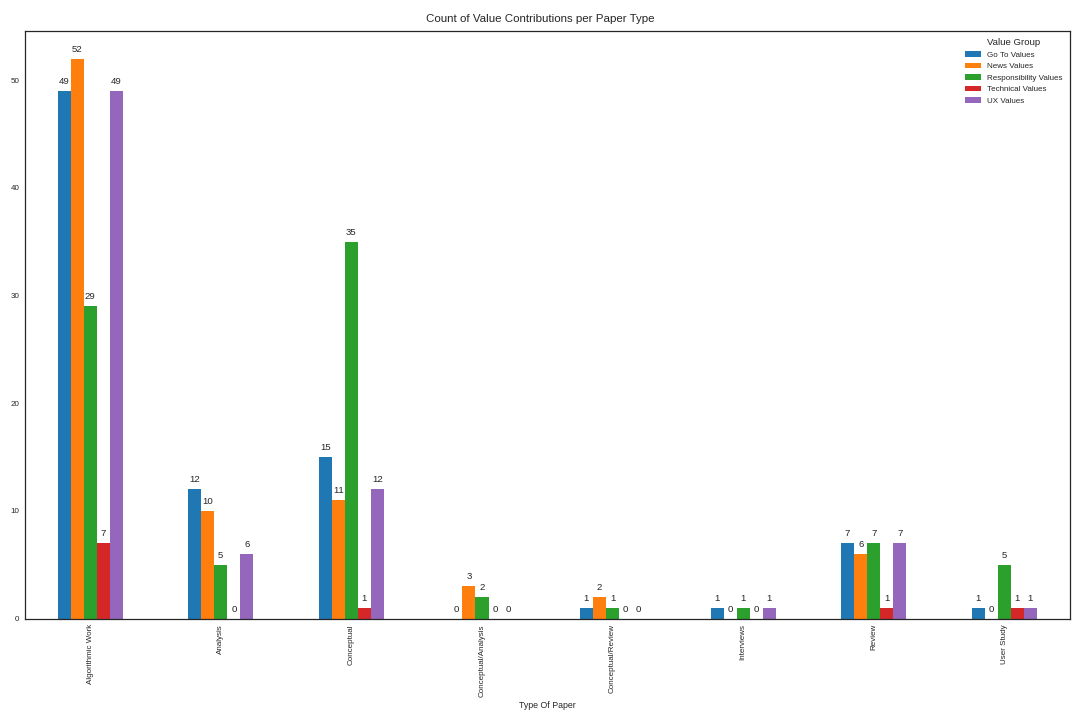 Count of Value Contributions per Paper Type
Value Group
Go To Values
News Values
Responsibility Values
Technical Values
UX Values
50
40
30
20
10
0
49 52 29 7 49
12 10 5 0 6
15 11 35 1 12
0 3 2 0 0
1 2 1 0 0
1 0 1 0 1
7 6 7 1 7
1 0 5 1 1
Algorithmic Work
Analysis
Conceptual
Conceptual/Analysis
Conceptual/Review
Interviews
Review
User Study
Type Of Paper